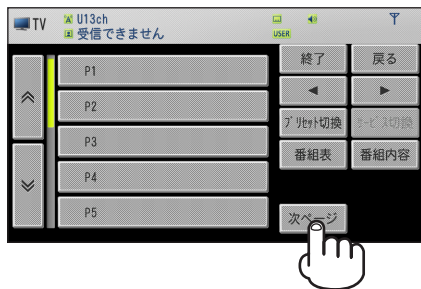 TV
A U13ch
受信できません
USER
終了
戻る
P1
P2
プリセット切換
サービス切換
P3
番組表
番組内容
P4
P5
次ページ